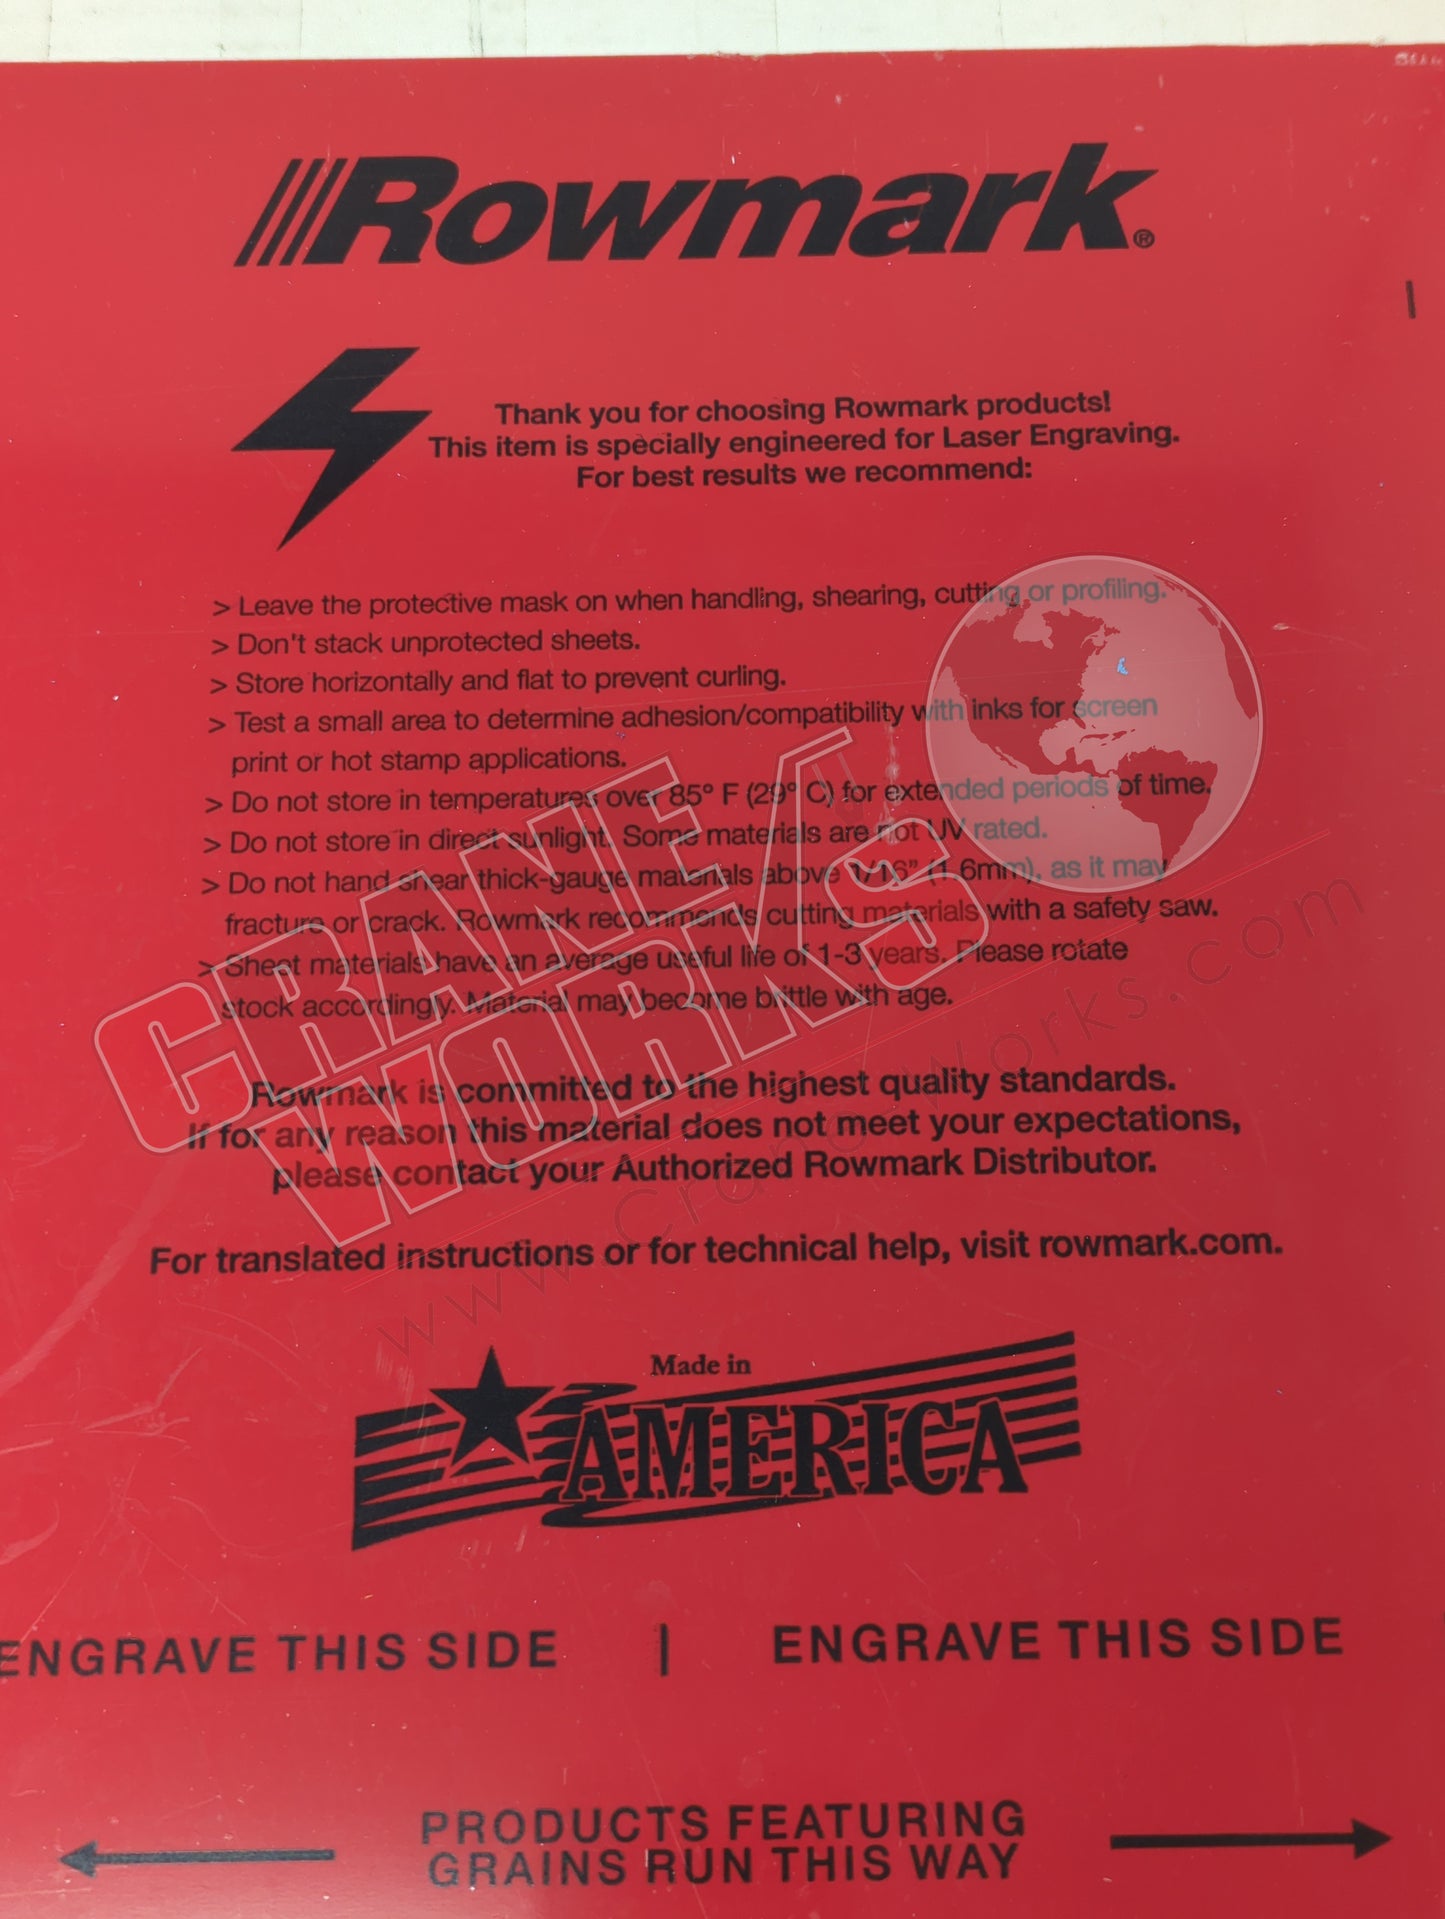 Rowmark®
Thank you for choosing Rowmark products!
This item is specially engineered for Laser Engraving.
For best results we recommend:
> Leave the protective mask on when handling, shearing, cutting or profiling.
> Don't stack unprotected sheets.
> Store horizontally and flat to prevent curling.
> Test a small area to determine adhesion/compatibility with inks for screen
print or hot stamp applications.
> Do not store in temperatures over 85° F (29° C) for extended periods of time.
> Do not store in direct sunlight. Some materials are not UV rated.
> Do not hand shear thick-gauge materials above 1/16” (1.6mm), as it may
fracture or crack. Rowmark recommends cutting materials with a safety saw.
> Sheet materials have an average useful life of 1-3 years. Please rotate
stock accordingly. Material may become brittle with age.
CRANE
WORKS
www.CraneWorks.com
Rowmark is committed to the highest quality standards.
If for any reason this material does not meet your expectations,
please contact your Authorized Rowmark Distributor.
For translated instructions or for technical help, visit rowmark.com.
Made in
AMERICA
ENGRAVE THIS SIDE | ENGRAVE THIS SIDE
PRODUCTS FEATURING
GRAINS RUN THIS WAY